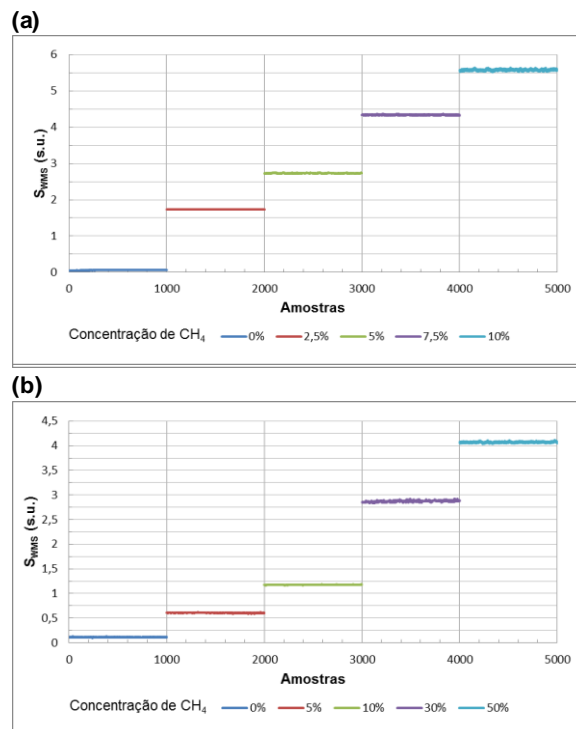 (a)
6
5
4
3
2
1
0
S_WMS (s.u.)
0 1000 2000 3000 4000 5000
Amostras
Concentração de CH₄ 0% 2,5% 5% 7,5% 10%
(b)
4,5
4
3,5
3
2,5
2
1,5
1
0,5
0
S_WMS (s.u.)
0 1000 2000 3000 4000 5000
Amostras
Concentração de CH₄ 0% 5% 10% 30% 50%